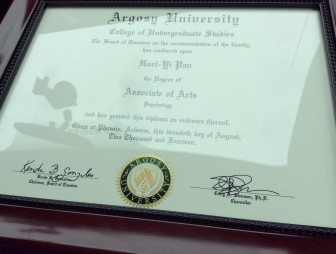 Argosy University
College of Undergraduate Studies
The Board of Trustees on the recommendation of the faculty,
has conferred upon
Huei-Yi Pan
the Degree of
Associate of Arts
Psychology
and has granted this diploma as evidence thereof.
Given at Phoenix, Arizona, this twentieth day of August,
Two Thousand and Fourteen.
Chairman, Board of Trustees
ARGOSY
UNIVERSITY
Ph.D.
Chancellor